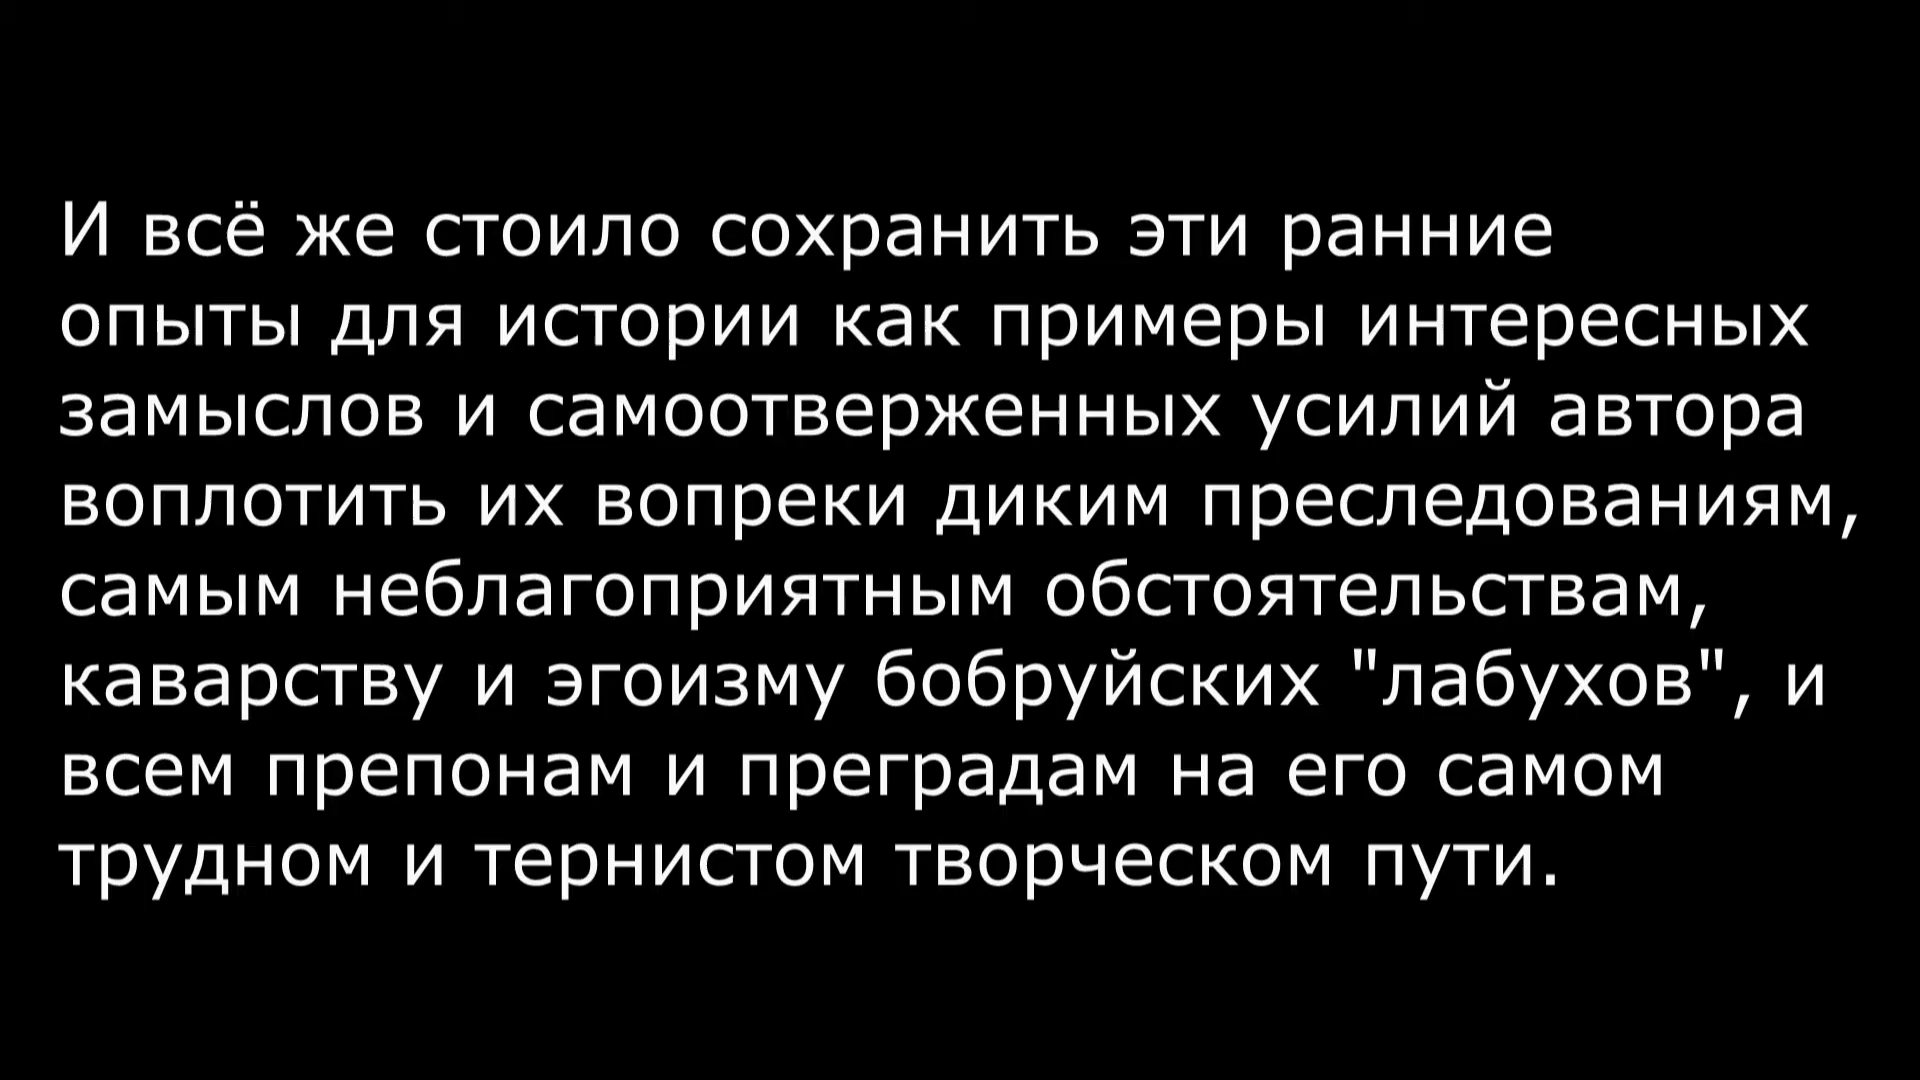 И всё же стоило сохранить эти ранние
опыты для истории как примеры интересных
замыслов и самоотверженных усилий автора
воплотить их вопреки диким преследованиям,
самым неблагоприятным обстоятельствам,
каварству и эгоизму бобруйских "лабухов", и
всем препонам и преградам на его самом
трудном и тернистом творческом пути.